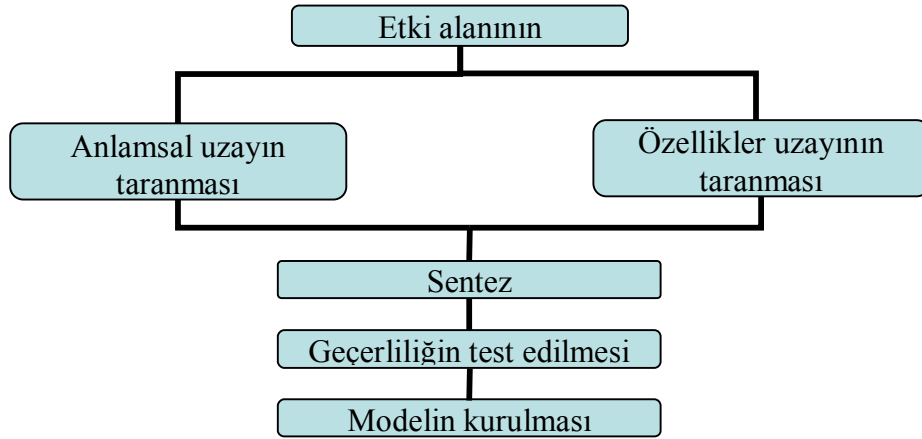 Etki alanının
Anlamsal uzayın
taranması
Özellikler uzayının
taranması
Sentez
Geçerliliğin test edilmesi
Modelin kurulması